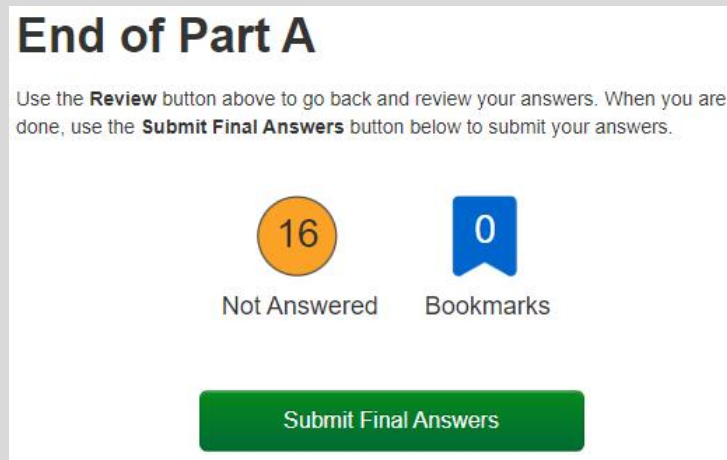 End of Part A
Use the Review button above to go back and review your answers. When you are
done, use the Submit Final Answers button below to submit your answers.
16
0
Not Answered
Bookmarks
Submit Final Answers